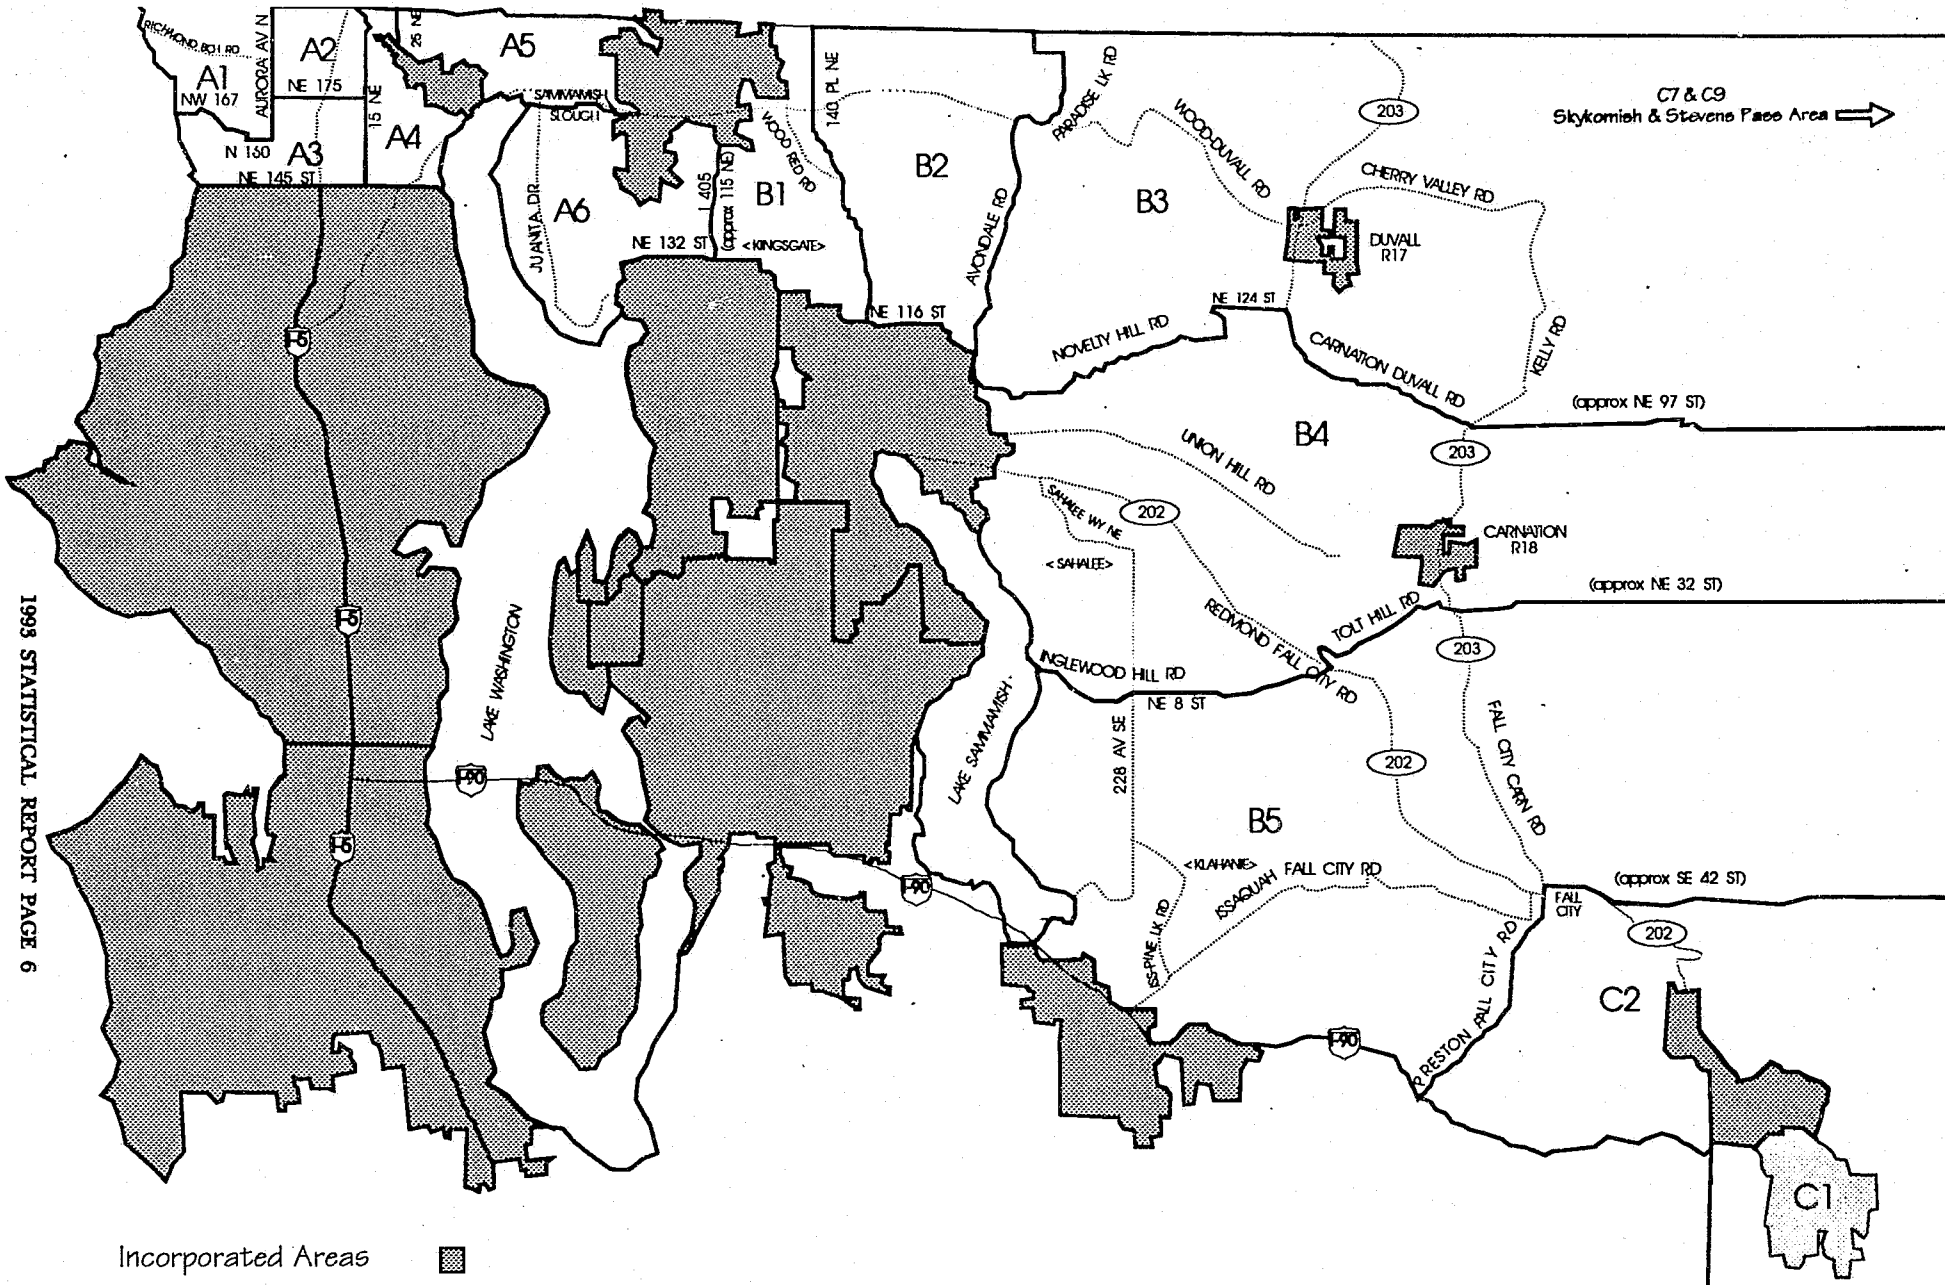 RICHMOND BCH RD
A1
NW 167
AURORA AV N
A2
NE 175
25 NE
A5
15 NE
A4
N 160
A3
NE 145 ST
SAMMAMISH
SLOUGH
JUANITA DR
A6
NE 132 ST
I 405
(approx 115 NE)
B1
<KINGSGATE>
WOOD RED RD
140 PL NE
B2
AVONDALE RD
NE 116 ST
PARADISE LK RD
WOOD-DUVALL RD
B3
203
CHERRY VALLEY RD
DUVALL
R17
C7 & C9
Skykomish & Stevens Pass Area
NE 124 ST
NOVELTY HILL RD
CARNATION DUVALL RD
KELLY RD
(approx NE 97 ST)
B4
UNION HILL RD
203
SAHALEE WY NE
202
<SAHALEE>
CARNATION
R18
(approx NE 32 ST)
REDMOND FALL CITY RD
TOLT HILL RD
203
INGLEWOOD HILL RD
NE 8 ST
228 AV SE
202
FALL CITY CARN RD
I-5
I-5
I-5
LAKE WASHINGTON
I-90
LAKE SAMMAMISH
I-90
B5
<KLAHANIE>
ISSAQUAH FALL CITY RD
ISS-PINE LK RD
(approx SE 42 ST)
FALL
CITY
202
PRESTON FALL CITY RD
C2
I-90
C1
1993 STATISTICAL REPORT PAGE 6
Incorporated Areas